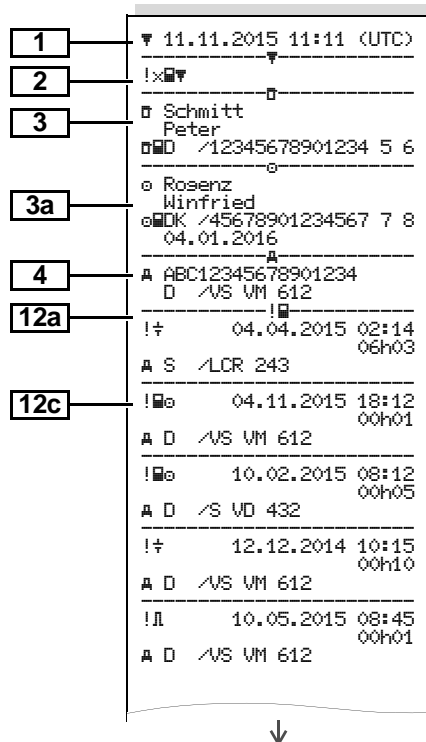 1 ▼ 11.11.2015 11:11 (UTC)
----------▼----------
2 !x▼
3 Schmitt
Peter
D /12345678901234 5 6
3a ⊙ Rogenz
Winfried
⊙DK /45678901234567 7 8
04.01.2016
4 A ABC12345678901234
D /VS VM 612
12a !÷ 04.04.2015 02:14
06h03
A S /LCR 243
12c !⊙ 04.11.2015 18:12
00h01
A D /VS VM 612
!⊙ 10.02.2015 08:12
00h05
A D /S VD 432
!÷ 12.12.2014 10:15
00h10
A D /VS VM 612
!Л 10.05.2015 08:45
00h01
A D /VS VM 612